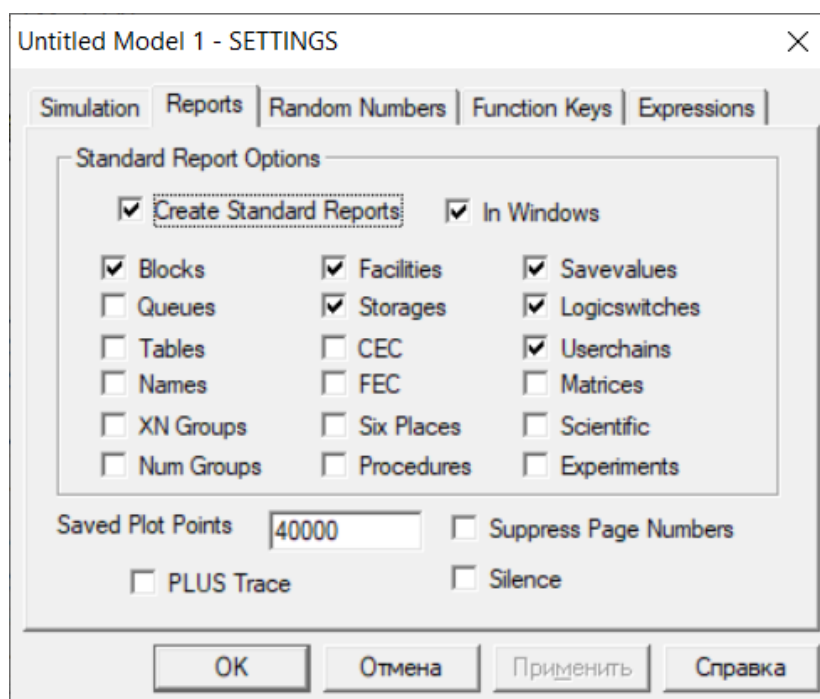 Untitled Model 1 - SETTINGS
Simulation Reports Random Numbers Function Keys Expressions
Standard Report Options
Create Standard Reports In Windows
Blocks Facilities Savevalues
Queues Storages Logicswitches
Tables CEC Userchains
Names FEC Matrices
XN Groups Six Places Scientific
Num Groups Procedures Experiments
Saved Plot Points 40000 Suppress Page Numbers
PLUS Trace Silence
OK Отмена Применить Справка